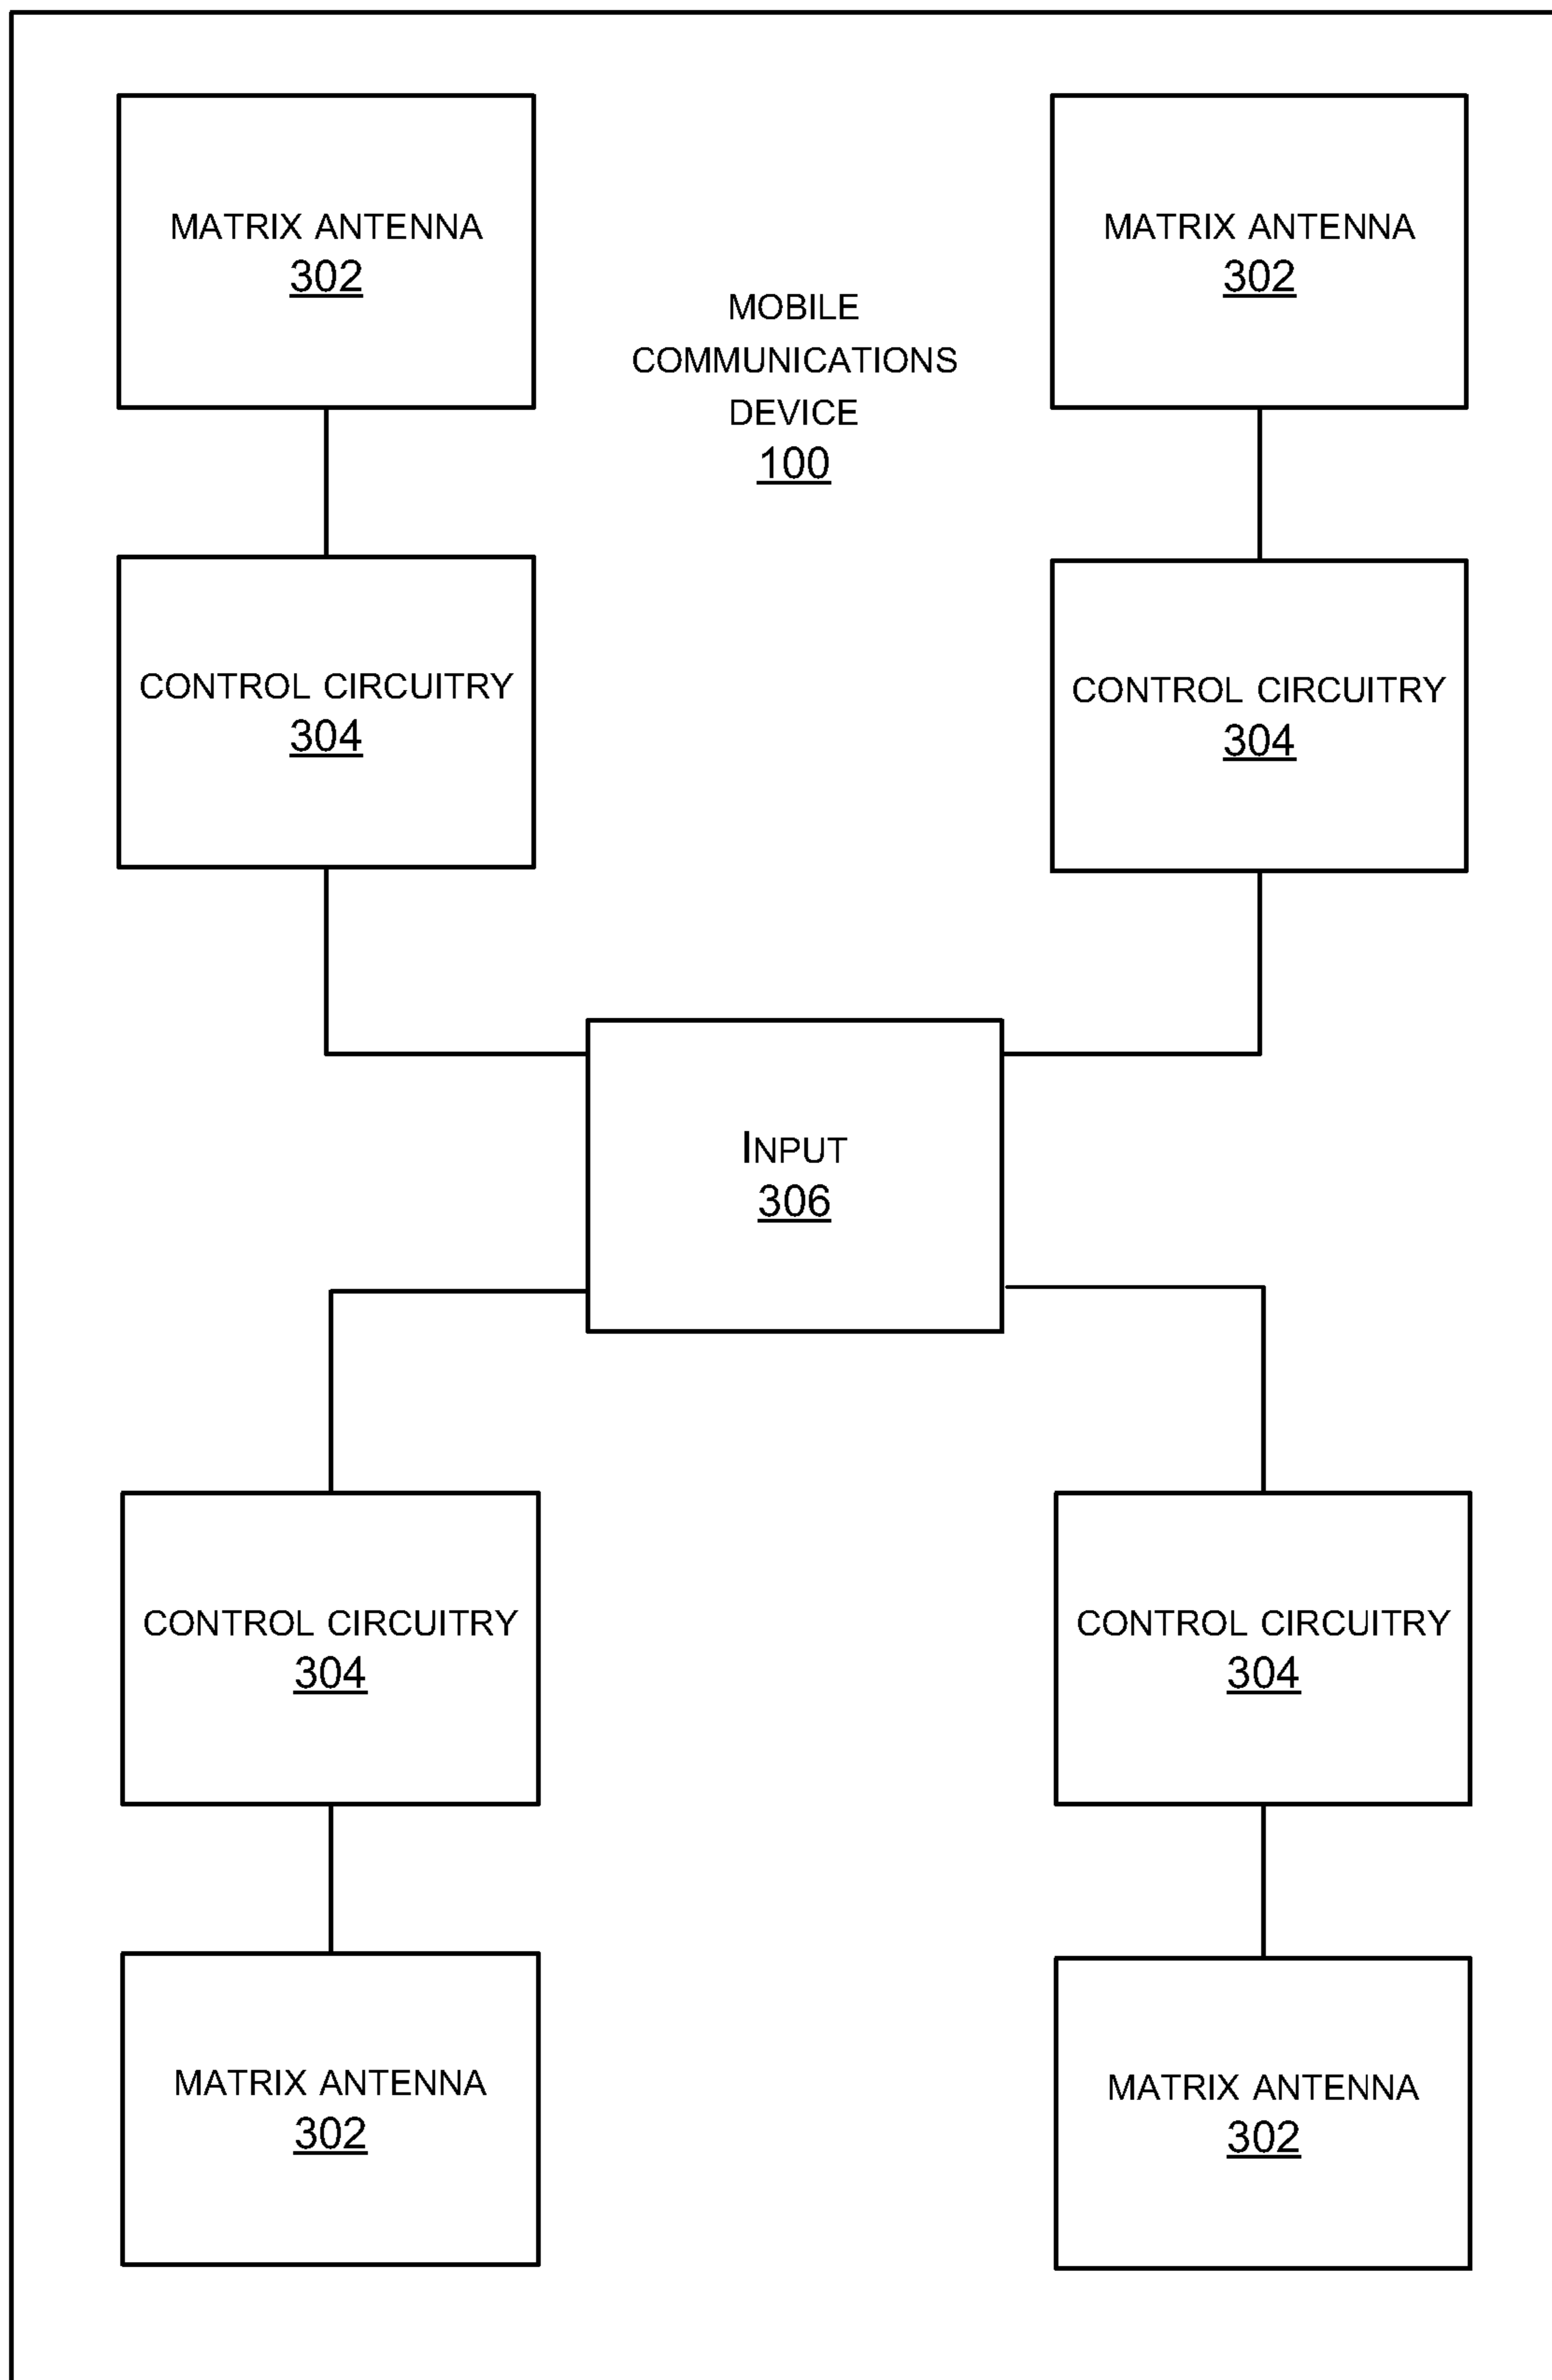 MATRIX ANTENNA
302
MATRIX ANTENNA
302
MOBILE
COMMUNICATIONS
DEVICE
100
CONTROL CIRCUITRY
304
CONTROL CIRCUITRY
304
INPUT
306
CONTROL CIRCUITRY
304
CONTROL CIRCUITRY
304
MATRIX ANTENNA
302
MATRIX ANTENNA
302